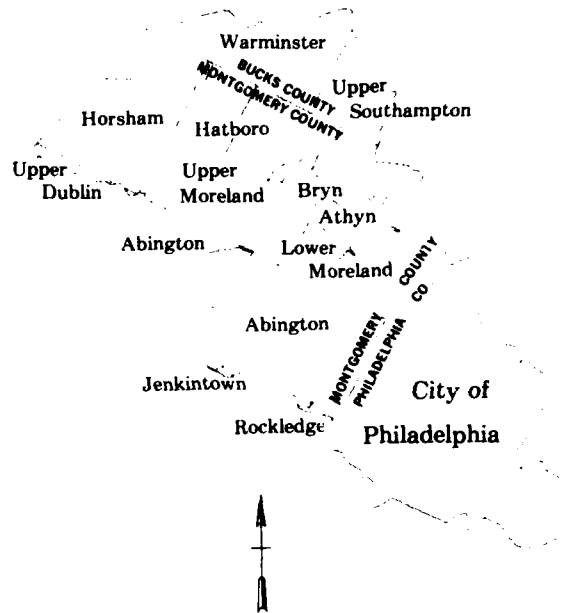 Warminster
BUCKS COUNTY
MONTGOMERY COUNTY
Upper
Southampton
Horsham
Hatboro
Upper
Dublin
Upper
Moreland
Bryn
Athyn
Abington
Lower
Moreland
Abington
MONTGOMERY COUNTY
PHILADELPHIA CO
Jenkintown
City of
Philadelphia
Rockledge